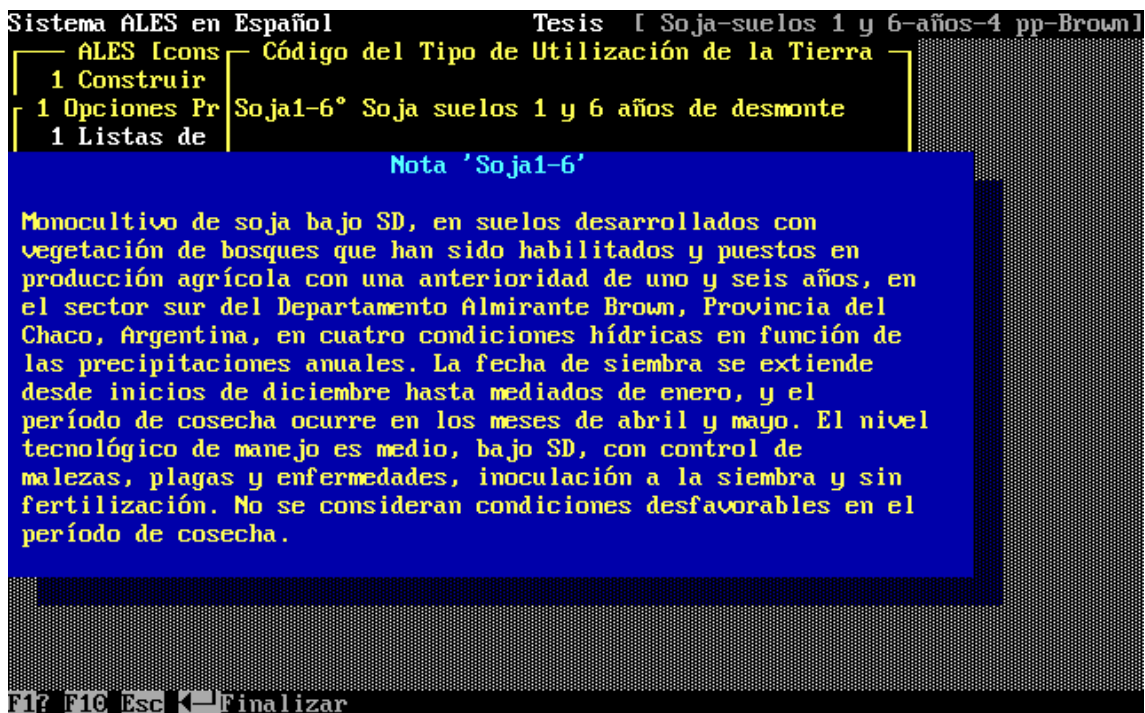 Sistema ALES en Español Tesis [ Soja-suelos 1 y 6-años-4 pp-Brown]
ALES [cons Código del Tipo de Utilización de la Tierra
1 Construir
1 Opciones Pr Soja1-6° Soja suelos 1 y 6 años de desmonte
1 Listas de
Nota 'Soja1-6'
Monocultivo de soja bajo SD, en suelos desarrollados con
vegetación de bosques que han sido habilitados y puestos en
producción agrícola con una anterioridad de uno y seis años, en
el sector sur del Departamento Almirante Brown, Provincia del
Chaco, Argentina, en cuatro condiciones hídricas en función de
las precipitaciones anuales. La fecha de siembra se extiende
desde inicios de diciembre hasta mediados de enero, y el
período de cosecha ocurre en los meses de abril y mayo. El nivel
tecnológico de manejo es medio, bajo SD, con control de
malezas, plagas y enfermedades, inoculación a la siembra y sin
fertilización. No se consideran condiciones desfavorables en el
período de cosecha.
F1? F10 Esc Finalizar